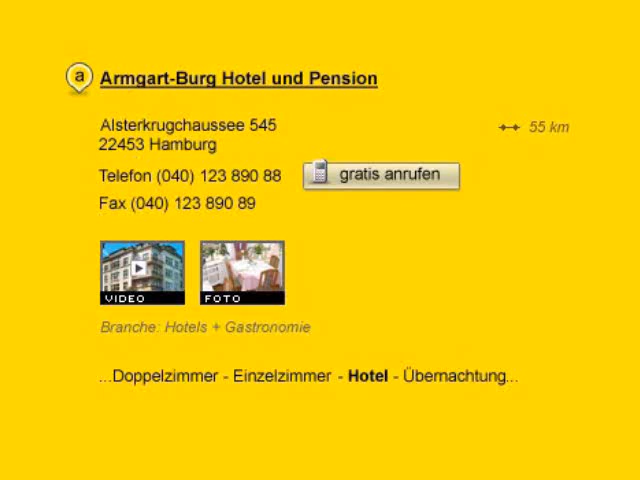 a
Armgart-Burg Hotel und Pension
Alsterkrugchaussee 545
55 km
22453 Hamburg
Telefon (040) 123 890 88
gratis anrufen
Fax (040) 123 890 89
VIDEO
FOTO
Branche: Hotels + Gastronomie
...Doppelzimmer - Einzelzimmer - Hotel - Übernachtung...